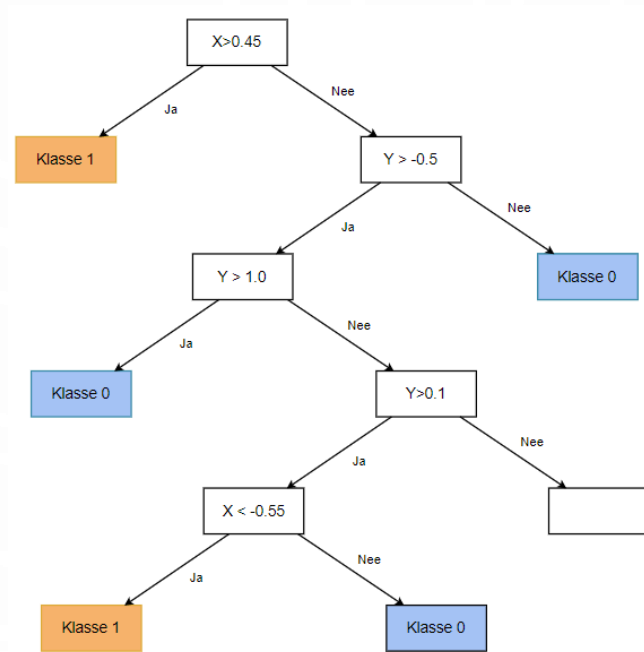 X>0.45
Ja
Nee
Klasse 1
Y > -0.5
Ja
Nee
Y > 1.0
Klasse 0
Ja
Nee
Klasse 0
Y>0.1
Ja
Nee
X < -0.55
Ja
Nee
Klasse 1
Klasse 0